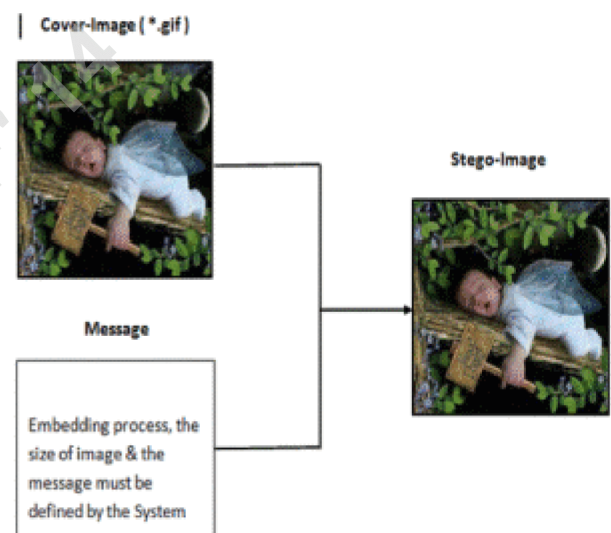 Cover-Image ( *.gif )
Stego-Image
Message
Embedding process, the
size of image & the
message must be
defined by the System